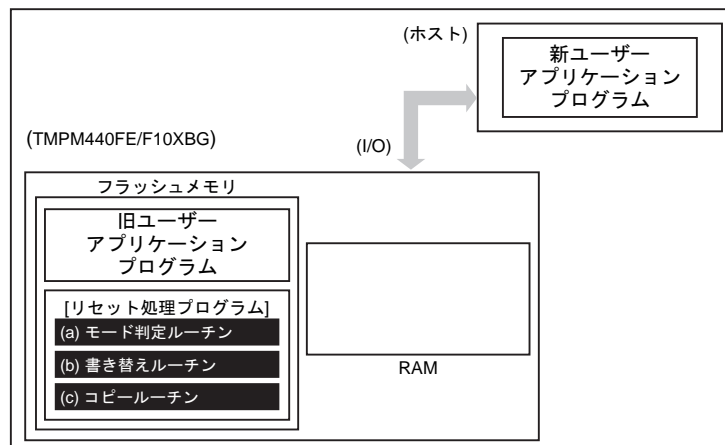 (ホスト)
新ユーザー
アプリケーション
プログラム
(TMPM440FE/F10XBG)
(I/O)
フラッシュメモリ
旧ユーザー
アプリケーション
プログラム
[リセット処理プログラム]
(a) モード判定ルーチン
(b) 書き替えルーチン
(c) コピールーチン
RAM